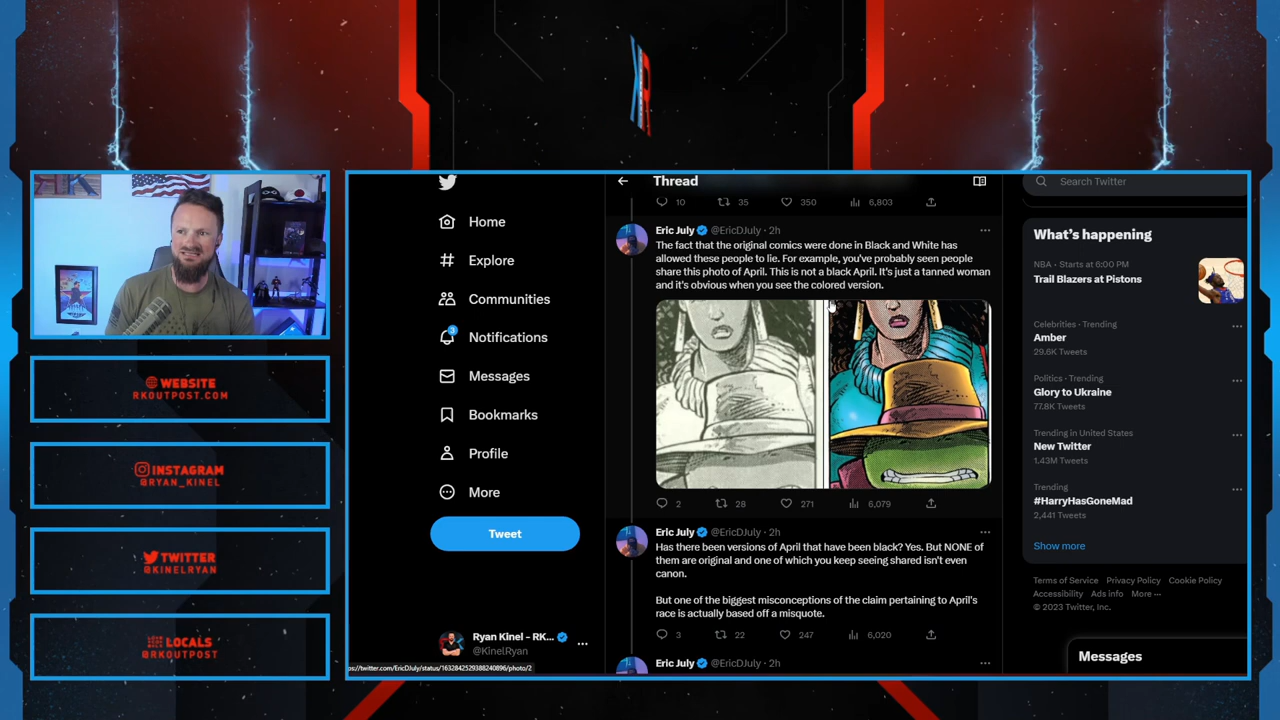 WEBSITE
RKOUTPOST.COM
INSTAGRAM
@RYAN_KINEL
TWITTER
@KINELRYAN
LOCALS
@RKOUTPOST
Home
Explore
Communities
3
Notifications
Messages
Bookmarks
Profile
More
Tweet
Ryan Kinel - RK...
@KinelRyan
Thread
10 35 350 6,803
Eric July @EricDJuly · 2h
The fact that the original comics were done in Black and White has
allowed these people to lie. For example, you've probably seen people
share this photo of April. This is not a black April. It's just a tanned woman
and it's obvious when you see the colored version.
2 28 271 6,079
Eric July @EricDJuly · 2h
Has there been versions of April that have been black? Yes. But NONE of
them are original and one of which you keep seeing shared isn't even
canon.
But one of the biggest misconceptions of the claim pertaining to April's
race is actually based off a misquote.
3 22 247 6,020
Eric July @EricDJuly · 2h
Search Twitter
What's happening
NBA · Starts at 6:00 PM
Trail Blazers at Pistons
Celebrities · Trending
Amber
29.6K Tweets
Politics · Trending
Glory to Ukraine
77.8K Tweets
Trending in United States
New Twitter
1.43M Tweets
Trending
#HarryHasGoneMad
2,441 Tweets
Show more
Terms of Service Privacy Policy Cookie Policy
Accessibility Ads info More ···
© 2023 Twitter, Inc.
Messages